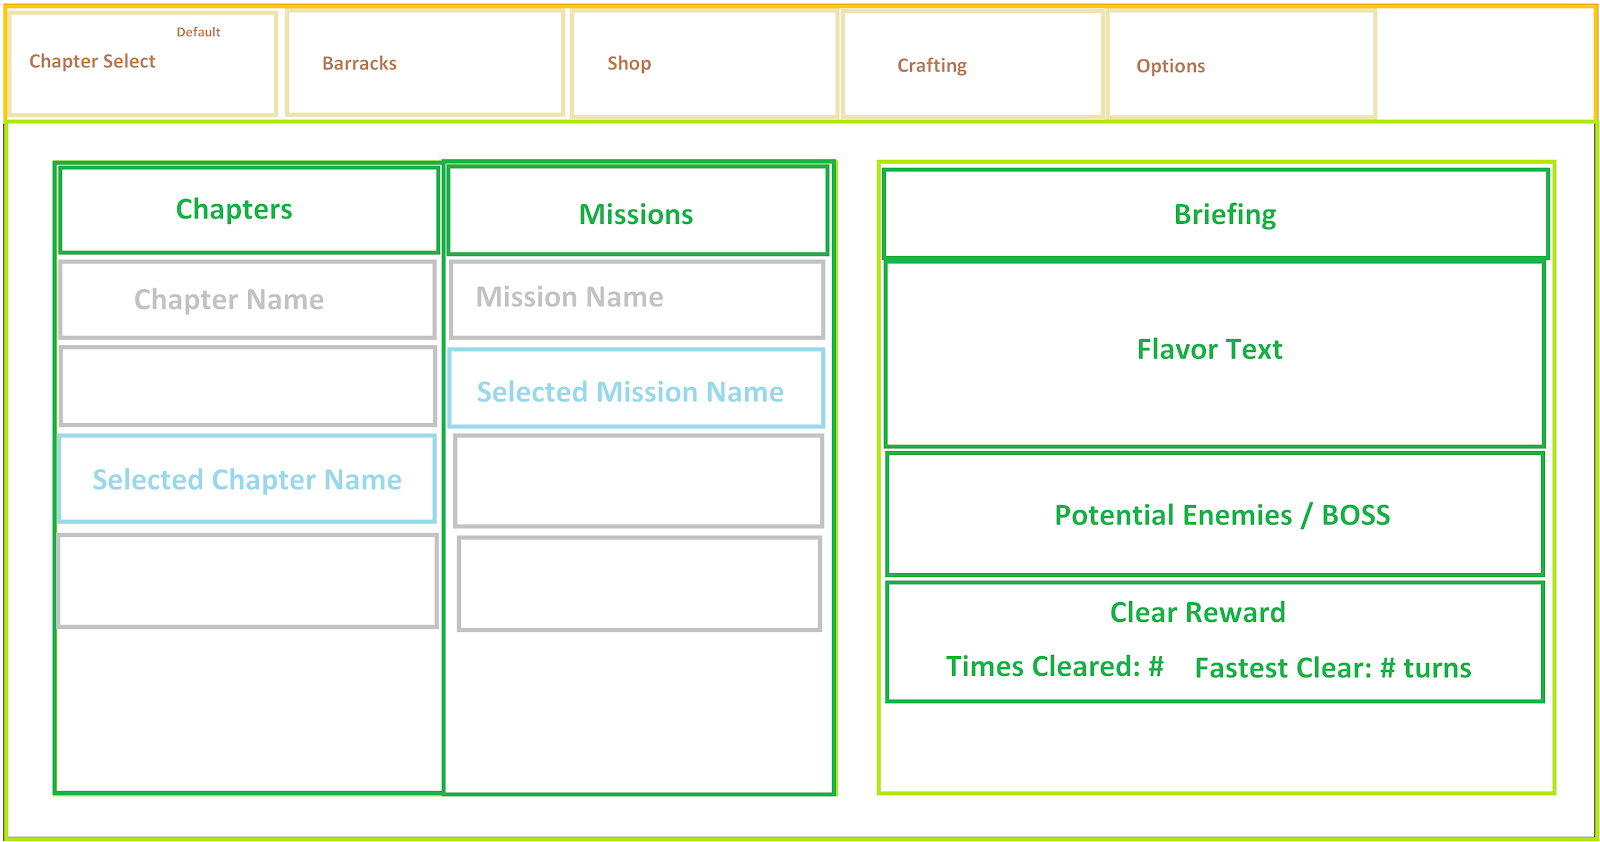 Default
Chapter Select
Barracks
Shop
Crafting
Options
Chapters
Missions
Briefing
Chapter Name
Mission Name
Flavor Text
Selected Mission Name
Selected Chapter Name
Potential Enemies / BOSS
Clear Reward
Times Cleared: #
Fastest Clear: # turns